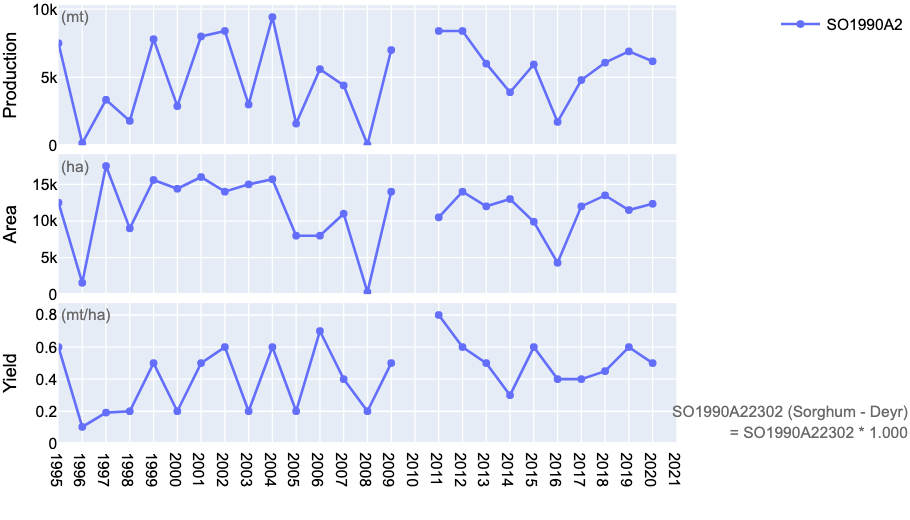 10k
(mt)
SO1990A2
Production
5k
0
(ha)
15k
Area
10k
5k
0
0.8
(mt/ha)
0.6
Yield
0.4
0.2
SO1990A22302 (Sorghum - Deyr)
= SO1990A22302 * 1.000
0
1995
1996
1997
1998
1999
2000
2001
2002
2003
2004
2005
2006
2007
2008
2009
2010
2011
2012
2013
2014
2015
2016
2017
2018
2019
2020
2021